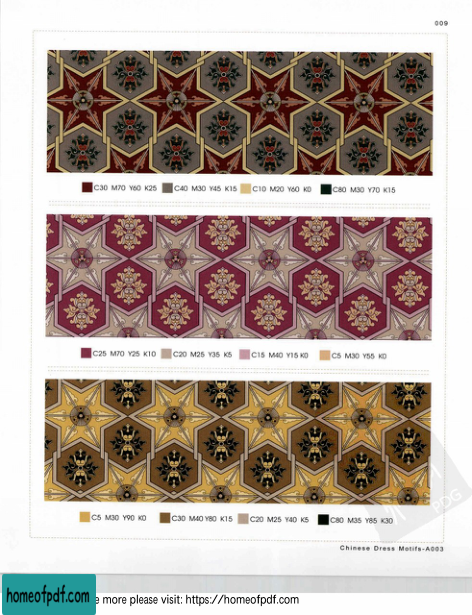 009
C30 M70 Y60 K25 C40 M30 Y45 K15 C10 M20 Y60 K0 C80 M30 Y70 K15
C25 M70 Y25 K10 C20 M25 Y35 K5 C15 M40 Y15 K0 C5 M30 Y55 K0
C5 M30 Y90 K0 C30 M40 Y80 K15 C20 M25 Y40 K5 C80 M35 Y85 K30
PDG
Chinese Dress Motifs-A003
homeofpdf.com
e more please visit: https://homeofpdf.com